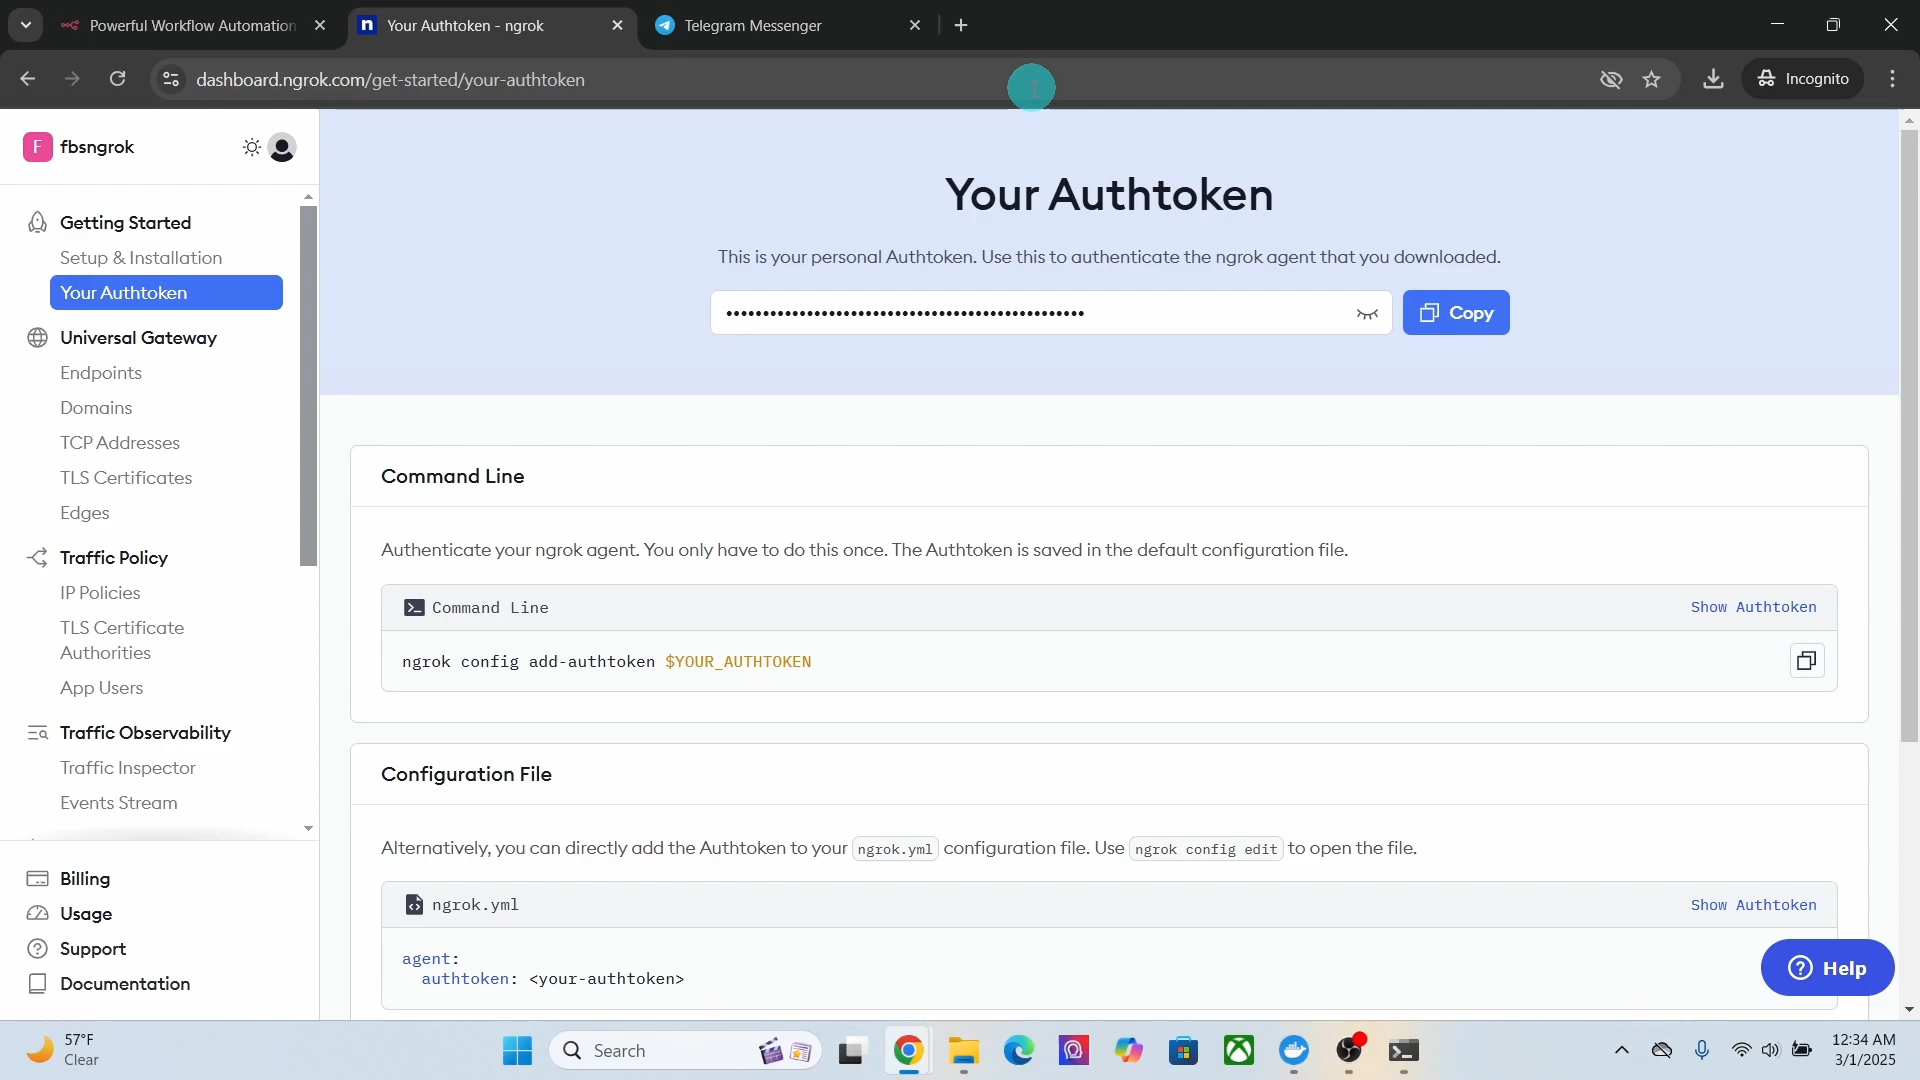 Powerful Workflow Automation
Your Authtoken - ngrok
Telegram Messenger
dashboard.ngrok.com/get-started/your-authtoken
Incognito
F
fbsngrok
Getting Started
Setup & Installation
Your Authtoken
Universal Gateway
Endpoints
Domains
TCP Addresses
TLS Certificates
Edges
Traffic Policy
IP Policies
TLS Certificate
Authorities
App Users
Traffic Observability
Traffic Inspector
Events Stream
Billing
Usage
Support
Documentation
Your Authtoken
This is your personal Authtoken. Use this to authenticate the ngrok agent that you downloaded.
Copy
Command Line
Authenticate your ngrok agent. You only have to do this once. The Authtoken is saved in the default configuration file.
Command Line
Show Authtoken
ngrok config add-authtoken $YOUR_AUTHTOKEN
Configuration File
Alternatively, you can directly add the Authtoken to your ngrok.yml configuration file. Use ngrok config edit to open the file.
ngrok.yml
Show Authtoken
agent:
authtoken: <your-authtoken>
Help
57°F
Clear
Search
12:34 AM
3/1/2025